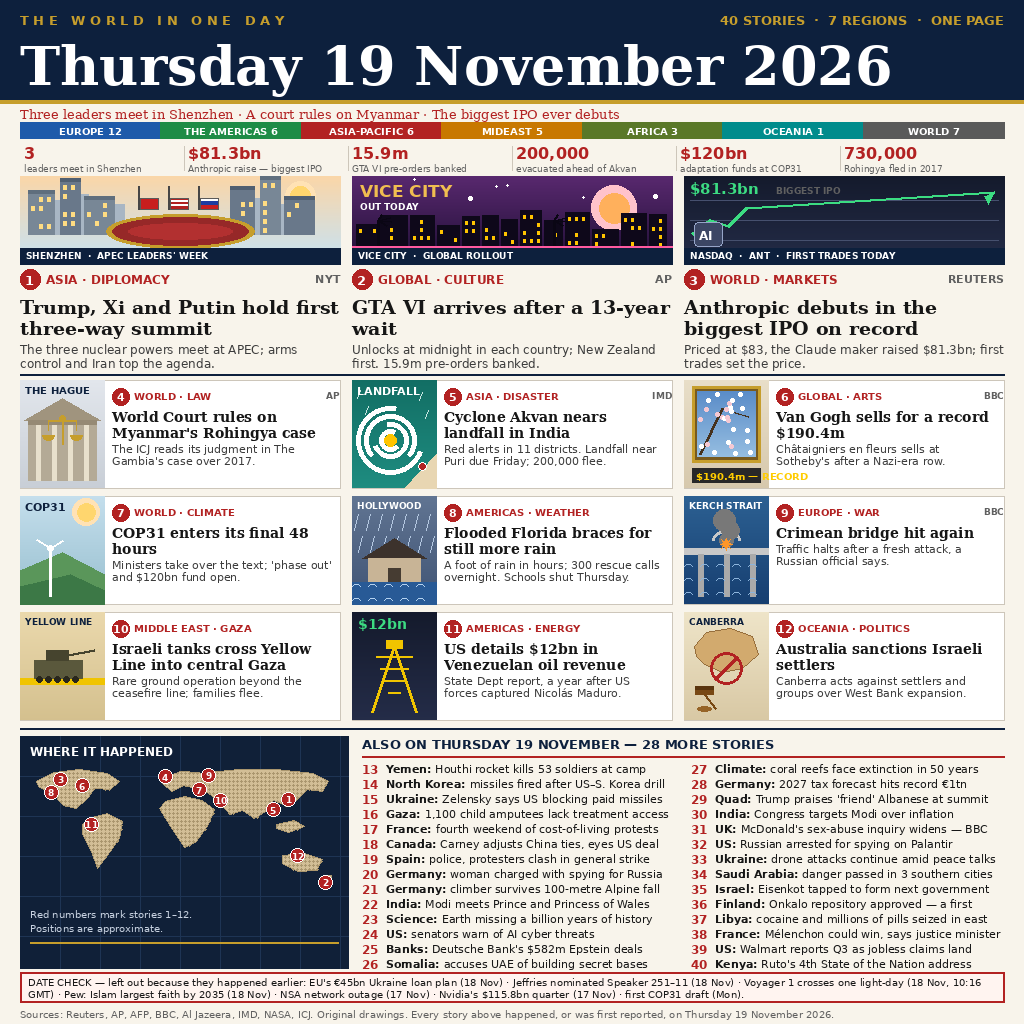 THE WORLD IN ONE DAY
40 STORIES · 7 REGIONS · ONE PAGE
Thursday 19 November 2026
Three leaders meet in Shenzhen · A court rules on Myanmar · The biggest IPO ever debuts
EUROPE 12
THE AMERICAS 6
ASIA-PACIFIC 6
MIDEAST 5
AFRICA 3
OCEANIA 1
WORLD 7
3
leaders meet in Shenzhen
$81.3bn
Anthropic raise — biggest IPO
15.9m
GTA VI pre-orders banked
200,000
evacuated ahead of Akvan
$120bn
adaptation funds at COP31
730,000
Rohingya fled in 2017
SHENZHEN · APEC LEADERS' WEEK
1 ASIA · DIPLOMACY
NYT
Trump, Xi and Putin hold first
three-way summit
The three nuclear powers meet at APEC; arms
control and Iran top the agenda.
VICE CITY
OUT TODAY
VICE CITY · GLOBAL ROLLOUT
2 GLOBAL · CULTURE
AP
GTA VI arrives after a 13-year
wait
Unlocks at midnight in each country; New Zealand
first. 15.9m pre-orders banked.
$81.3bn BIGGEST IPO
AI
NASDAQ · ANT · FIRST TRADES TODAY
3 WORLD · MARKETS
REUTERS
Anthropic debuts in the
biggest IPO on record
Priced at $83, the Claude maker raised $81.3bn; first
trades set the price.
THE HAGUE
4 WORLD · LAW
AP
World Court rules on
Myanmar's Rohingya case
The ICJ reads its judgment in The
Gambia's case over 2017.
LANDFALL
5 ASIA · DISASTER
IMD
Cyclone Akvan nears
landfall in India
Red alerts in 11 districts. Landfall near
Puri due Friday; 200,000 flee.
$190.4m — RECORD
6 GLOBAL · ARTS
BBC
Van Gogh sells for a record
$190.4m
Châtaigniers en fleurs sells at
Sotheby's after a Nazi-era row.
COP31
7 WORLD · CLIMATE
COP31 enters its final 48
hours
Ministers take over the text; 'phase out'
and $120bn fund open.
HOLLYWOOD
8 AMERICAS · WEATHER
Flooded Florida braces for
still more rain
A foot of rain in hours; 300 rescue calls
overnight. Schools shut Thursday.
KERCH STRAIT
9 EUROPE · WAR
BBC
Crimean bridge hit again
Traffic halts after a fresh attack, a
Russian official says.
YELLOW LINE
10 MIDDLE EAST · GAZA
Israeli tanks cross Yellow
Line into central Gaza
Rare ground operation beyond the
ceasefire line; families flee.
$12bn
11 AMERICAS · ENERGY
US details $12bn in
Venezuelan oil revenue
State Dept report, a year after US
forces captured Nicolás Maduro.
CANBERRA
12 OCEANIA · POLITICS
Australia sanctions Israeli
settlers
Canberra acts against settlers and
groups over West Bank expansion.
WHERE IT HAPPENED
3
8
6
4
9
7
10
1
5
11
12
2
Red numbers mark stories 1–12.
Positions are approximate.
ALSO ON THURSDAY 19 NOVEMBER — 28 MORE STORIES
13 Yemen: Houthi rocket kills 53 soldiers at camp
14 North Korea: missiles fired after US–S. Korea drill
15 Ukraine: Zelensky says US blocking paid missiles
16 Gaza: 1,100 child amputees lack treatment access
17 France: fourth weekend of cost-of-living protests
18 Canada: Carney adjusts China ties, eyes US deal
19 Spain: police, protesters clash in general strike
20 Germany: woman charged with spying for Russia
21 Germany: climber survives 100-metre Alpine fall
22 India: Modi meets Prince and Princess of Wales
23 Science: Earth missing a billion years of history
24 US: senators warn of AI cyber threats
25 Banks: Deutsche Bank's $582m Epstein deals
26 Somalia: accuses UAE of building secret bases
27 Climate: coral reefs face extinction in 50 years
28 Germany: 2027 tax forecast hits record €1tn
29 Quad: Trump praises 'friend' Albanese at summit
30 India: Congress targets Modi over inflation
31 UK: McDonald's sex-abuse inquiry widens — BBC
32 US: Russian arrested for spying on Palantir
33 Ukraine: drone attacks continue amid peace talks
34 Saudi Arabia: danger passed in 3 southern cities
35 Israel: Eisenkot tapped to form next government
36 Finland: Onkalo repository approved — a first
37 Libya: cocaine and millions of pills seized in east
38 France: Mélenchon could win, says justice minister
39 US: Walmart reports Q3 as jobless claims land
40 Kenya: Ruto's 4th State of the Nation address
DATE CHECK — left out because they happened earlier: EU's €45bn Ukraine loan plan (18 Nov) · Jeffries nominated Speaker 251–11 (18 Nov) · Voyager 1 crosses one light-day (18 Nov, 10:16
GMT) · Pew: Islam largest faith by 2035 (18 Nov) · NSA network outage (17 Nov) · Nvidia's $115.8bn quarter (17 Nov) · first COP31 draft (Mon).
Sources: Reuters, AP, AFP, BBC, Al Jazeera, IMD, NASA, ICJ. Original drawings. Every story above happened, or was first reported, on Thursday 19 November 2026.